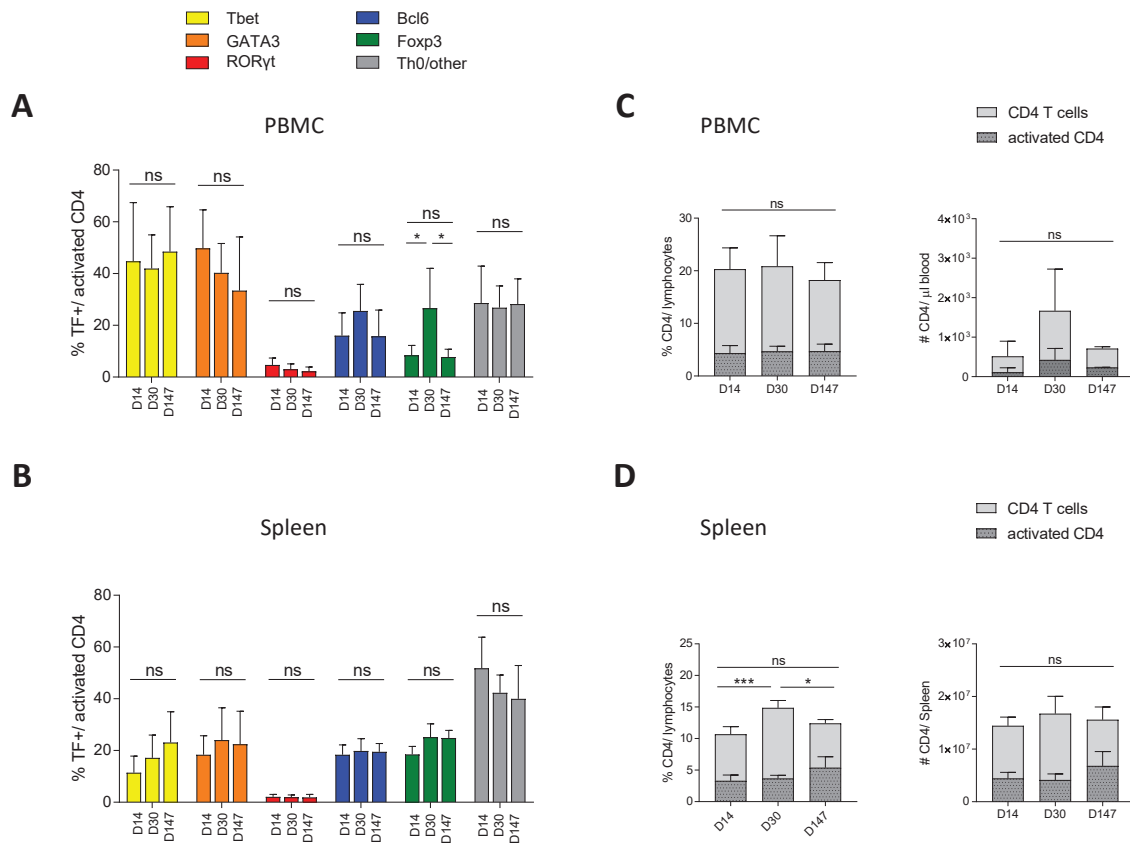 Tbet
GATA3
RORγt
Bcl6
Foxp3
Th0/other
A
PBMC
% TF+/ activated CD4
80
60
40
20
0
ns
ns
ns
ns
ns
* *
ns
D14 D30 D147 D14 D30 D147 D14 D30 D147 D14 D30 D147 D14 D30 D147 D14 D30 D147
B
Spleen
% TF+/ activated CD4
80
60
40
20
0
ns
ns
ns
ns
ns
ns
D14 D30 D147 D14 D30 D147 D14 D30 D147 D14 D30 D147 D14 D30 D147 D14 D30 D147
C
PBMC
CD4 T cells
activated CD4
% CD4/ lymphocytes
30
20
10
0
ns
D14 D30 D147
# CD4/ µl blood
4×10³
3×10³
2×10³
1×10³
0
ns
D14 D30 D147
D
Spleen
CD4 T cells
activated CD4
% CD4/ lymphocytes
25
20
15
10
5
0
ns
*** *
D14 D30 D147
# CD4/ Spleen
3×10⁷
2×10⁷
1×10⁷
0
ns
D14 D30 D147